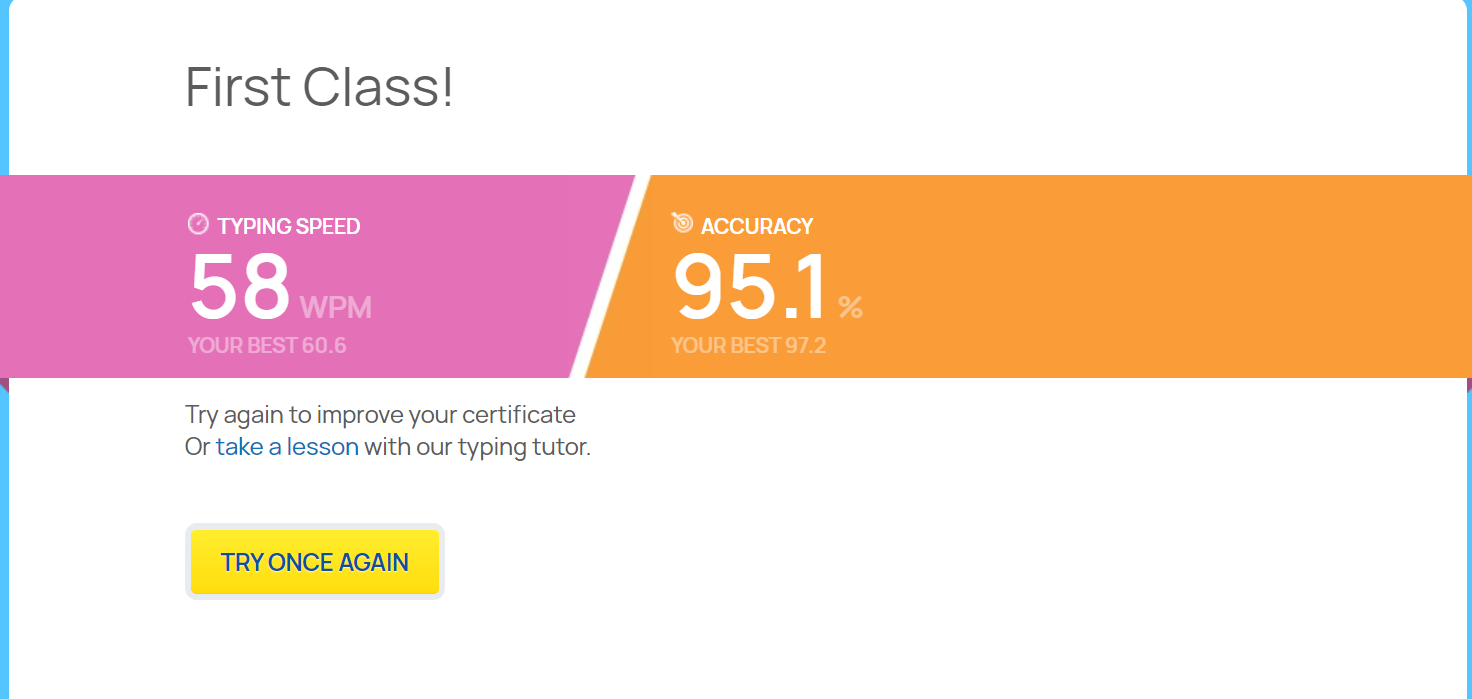 First Class!
TYPING SPEED
58 WPM
YOUR BEST 60.6
ACCURACY
95.1 %
YOUR BEST 97.2
Try again to improve your certificate
Or take a lesson with our typing tutor.
TRY ONCE AGAIN